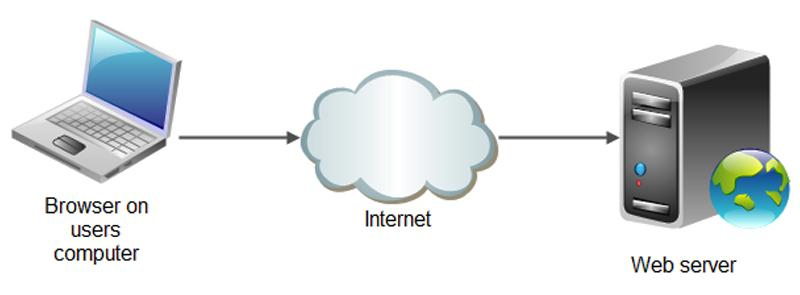 Browser on
users
computer
Internet
Web server